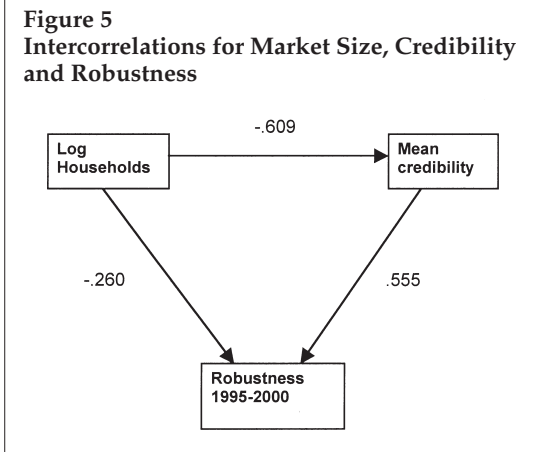 Figure 5
Intercorrelations for Market Size, Credibility
and Robustness
-.609
Log
Households
Mean
credibility
-.260
.555
Robustness
1995-2000